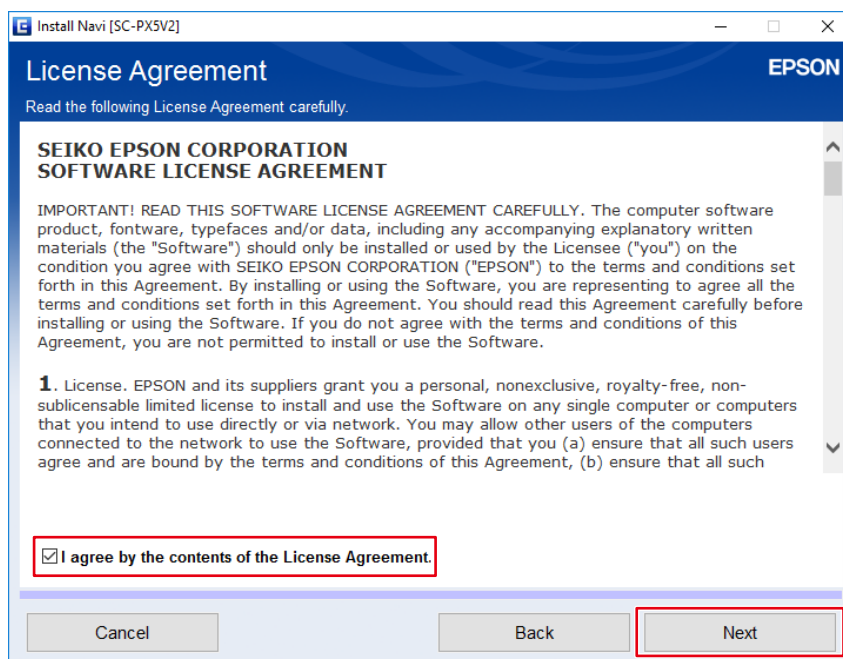 Install Navi [SC-PX5V2]
License Agreement
EPSON
Read the following License Agreement carefully.
SEIKO EPSON CORPORATION
SOFTWARE LICENSE AGREEMENT
IMPORTANT! READ THIS SOFTWARE LICENSE AGREEMENT CAREFULLY. The computer software
product, fontware, typefaces and/or data, including any accompanying explanatory written
materials (the "Software") should only be installed or used by the Licensee ("you") on the
condition you agree with SEIKO EPSON CORPORATION ("EPSON") to the terms and conditions set
forth in this Agreement. By installing or using the Software, you are representing to agree all the
terms and conditions set forth in this Agreement. You should read this Agreement carefully before
installing or using the Software. If you do not agree with the terms and conditions of this
Agreement, you are not permitted to install or use the Software.
1. License. EPSON and its suppliers grant you a personal, nonexclusive, royalty-free, non-
sublicensable limited license to install and use the Software on any single computer or computers
that you intend to use directly or via network. You may allow other users of the computers
connected to the network to use the Software, provided that you (a) ensure that all such users
agree and are bound by the terms and conditions of this Agreement, (b) ensure that all such
I agree by the contents of the License Agreement.
Cancel
Back
Next